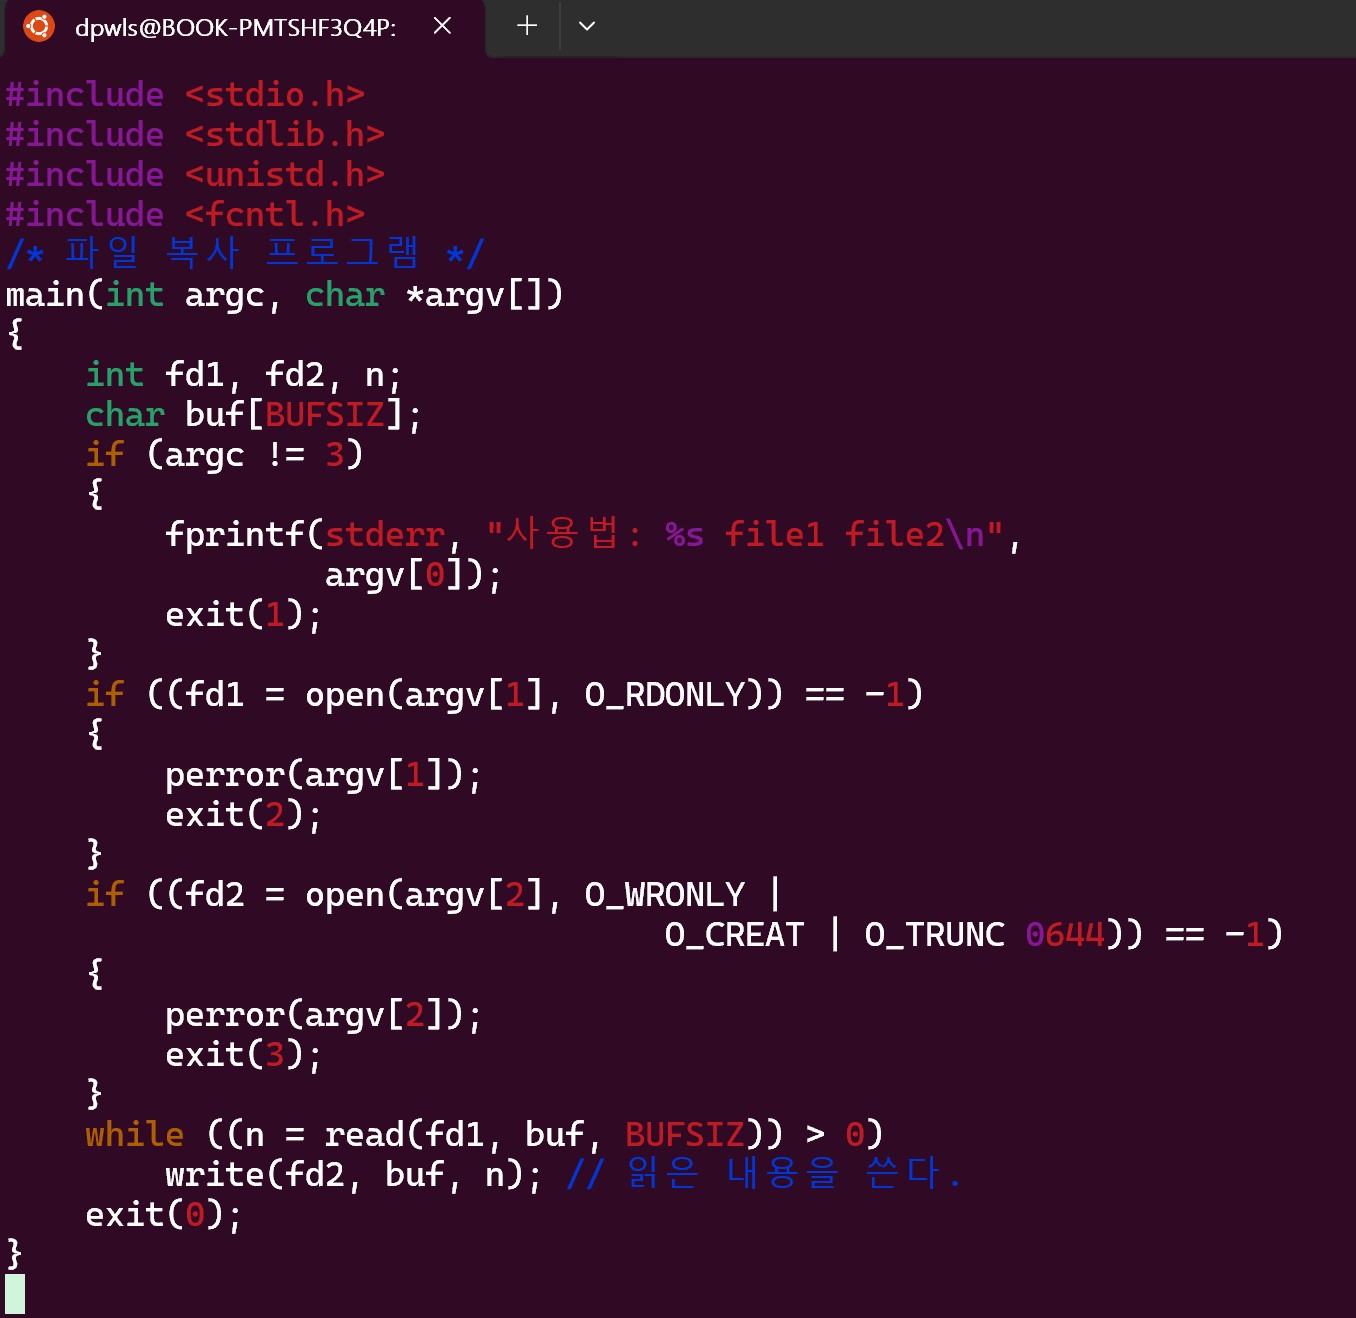 dpwls@BOOK-PMTSHF3Q4P:
#include <stdio.h>
#include <stdlib.h>
#include <unistd.h>
#include <fcntl.h>
/* 파일 복사 프로그램 */
main(int argc, char *argv[])
{
    int fd1, fd2, n;
    char buf[BUFSIZ];
    if (argc != 3)
    {
        fprintf(stderr, "사용법: %s file1 file2\n",
                argv[0]);
        exit(1);
    }
    if ((fd1 = open(argv[1], O_RDONLY)) == -1)
    {
        perror(argv[1]);
        exit(2);
    }
    if ((fd2 = open(argv[2], O_WRONLY |
                                 O_CREAT | O_TRUNC 0644)) == -1)
    {
        perror(argv[2]);
        exit(3);
    }
    while ((n = read(fd1, buf, BUFSIZ)) > 0)
        write(fd2, buf, n); // 읽은 내용을 쓴다.
    exit(0);
}